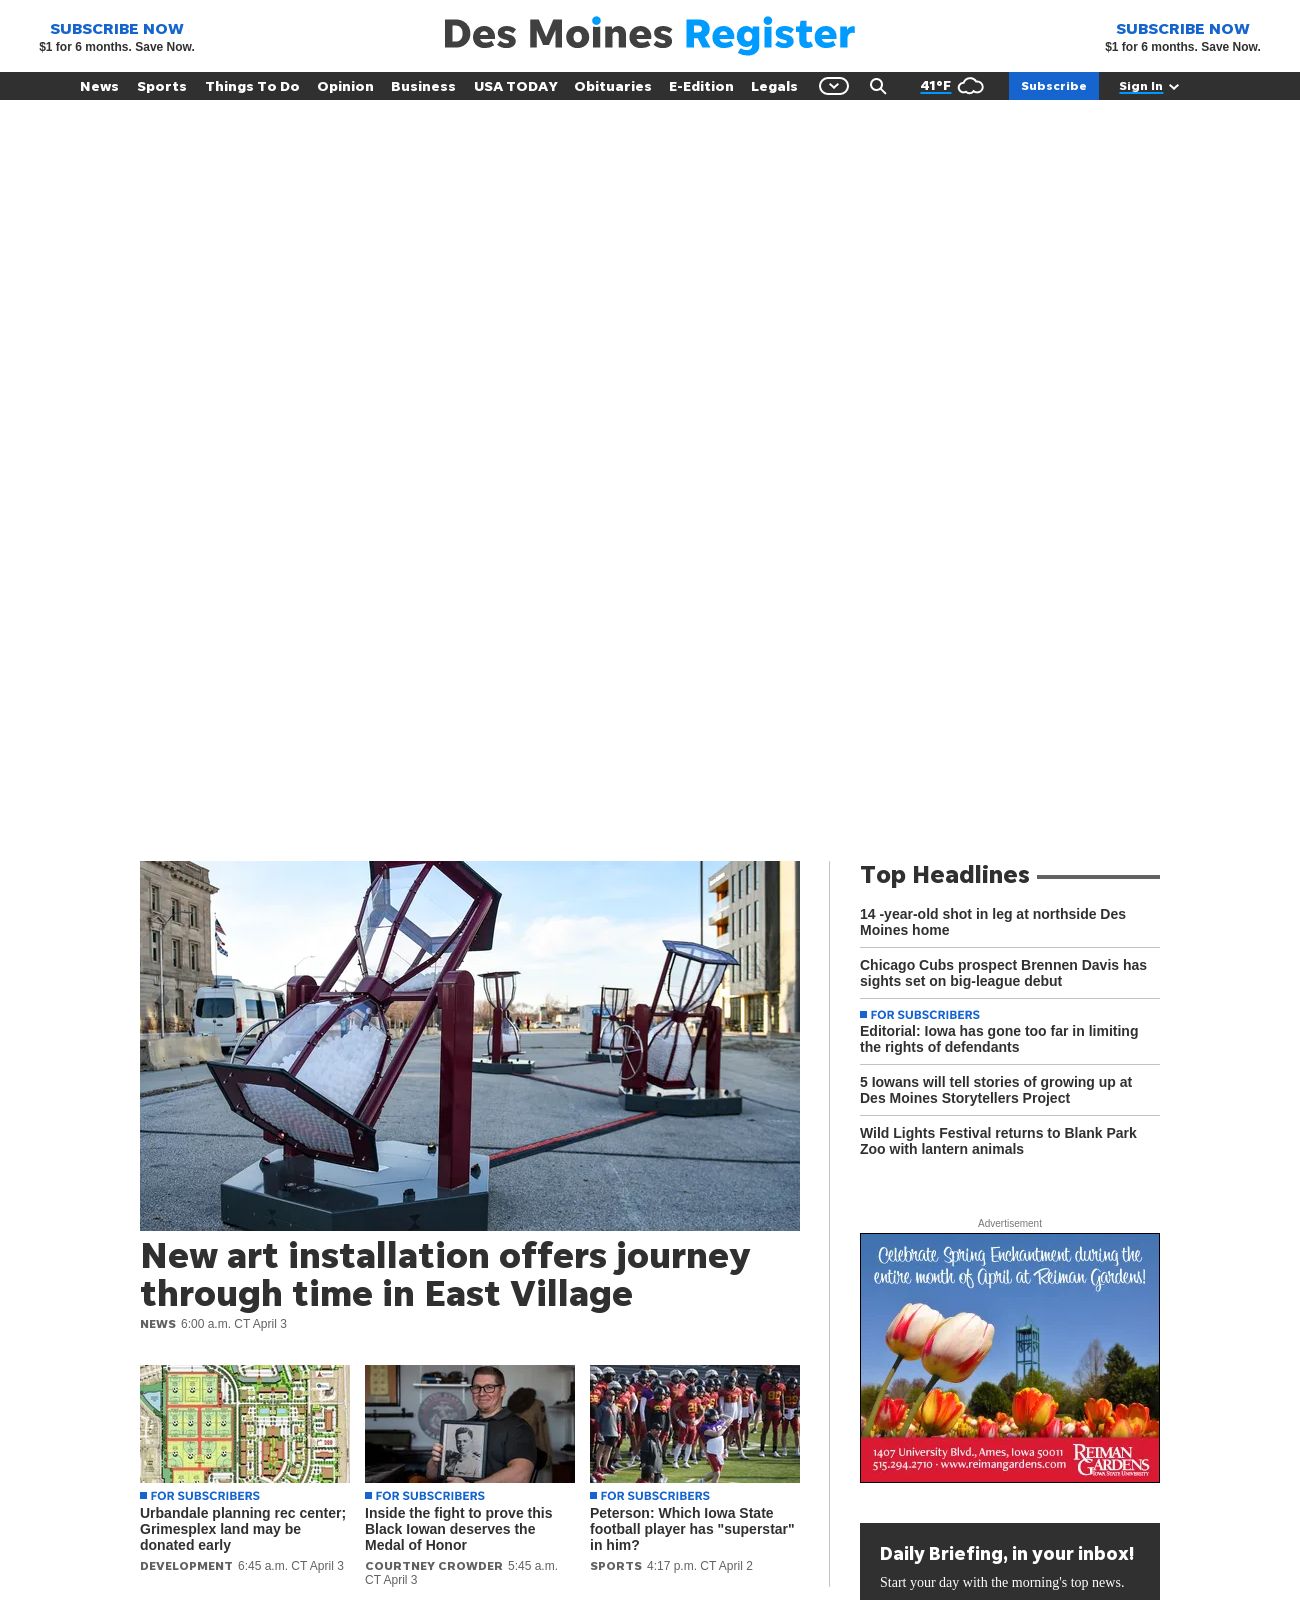 SUBSCRIBE NOW
$1 for 6 months. Save Now.
Des Moines Register
SUBSCRIBE NOW
$1 for 6 months. Save Now.
News Sports Things To Do Opinion Business USA TODAY Obituaries E-Edition Legals 41°F Subscribe Sign In
New art installation offers journey
through time in East Village
NEWS 6:00 a.m. CT April 3
FOR SUBSCRIBERS
Urbandale planning rec center;
Grimesplex land may be
donated early
DEVELOPMENT 6:45 a.m. CT April 3
FOR SUBSCRIBERS
Inside the fight to prove this
Black Iowan deserves the
Medal of Honor
COURTNEY CROWDER 5:45 a.m.
CT April 3
FOR SUBSCRIBERS
Peterson: Which Iowa State
football player has "superstar"
in him?
SPORTS 4:17 p.m. CT April 2
Top Headlines
14 -year-old shot in leg at northside Des
Moines home
Chicago Cubs prospect Brennen Davis has
sights set on big-league debut
FOR SUBSCRIBERS
Editorial: Iowa has gone too far in limiting
the rights of defendants
5 Iowans will tell stories of growing up at
Des Moines Storytellers Project
Wild Lights Festival returns to Blank Park
Zoo with lantern animals
Advertisement
Celebrate Spring Enchantment during the
entire month of April at Reiman Gardens!
1407 University Blvd., Ames, Iowa 50011
515.294.2710 · www.reimangardens.com
REIMAN
GARDENS
IOWA STATE UNIVERSITY
Daily Briefing, in your inbox!
Start your day with the morning's top news.